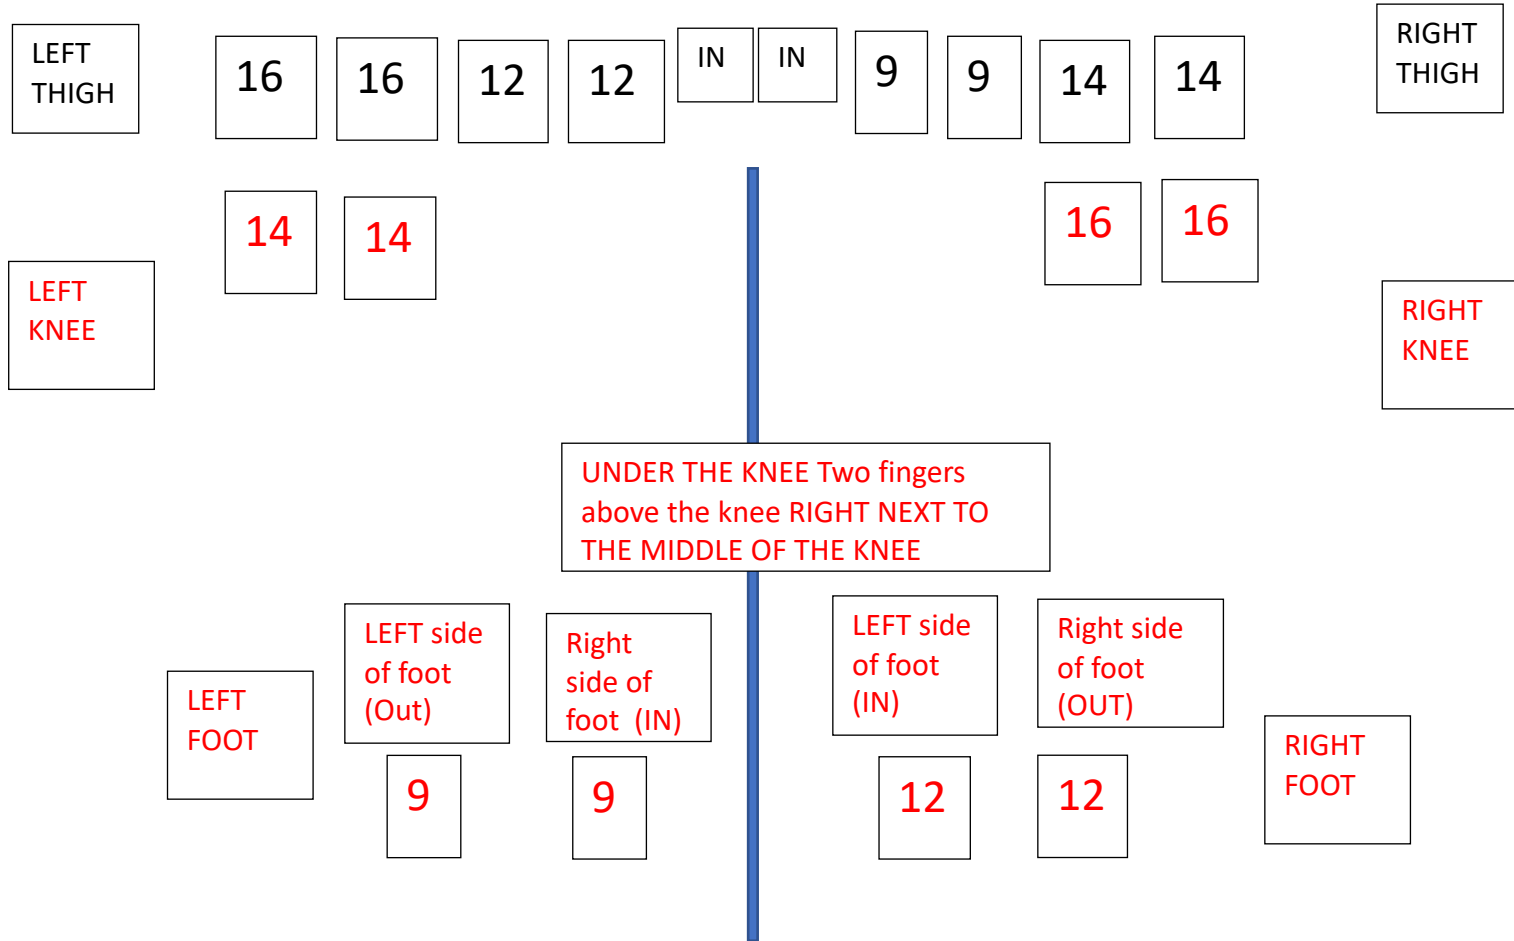 LEFT
THIGH
16
16
12
12
IN
IN
9
9
14
14
RIGHT
THIGH
14
14
16
16
LEFT
KNEE
RIGHT
KNEE
UNDER THE KNEE Two fingers
above the knee RIGHT NEXT TO
THE MIDDLE OF THE KNEE
LEFT
FOOT
LEFT side
of foot
(Out)
Right
side of
foot (IN)
LEFT side
of foot
(IN)
Right side
of foot
(OUT)
RIGHT
FOOT
9
9
12
12